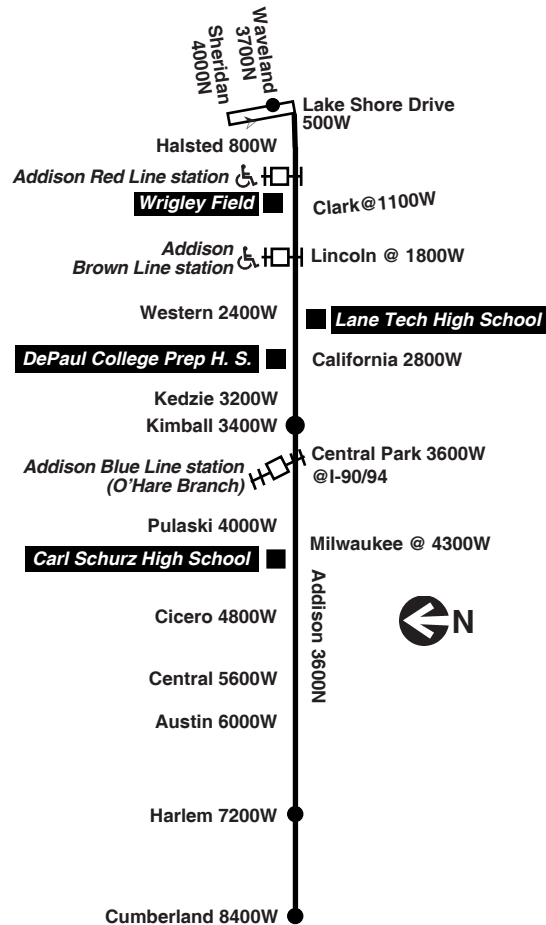 Sheridan
4000N
Waveland
3700N
Lake Shore Drive
500W
Halsted 800W
Addison Red Line station
Wrigley Field
Clark@1100W
Addison
Brown Line station
Lincoln @ 1800W
Western 2400W
Lane Tech High School
DePaul College Prep H. S.
California 2800W
Kedzie 3200W
Kimball 3400W
Addison Blue Line station
(O'Hare Branch)
Central Park 3600W
@I-90/94
Pulaski 4000W
Milwaukee @ 4300W
Carl Schurz High School
Addison 3600N
Cicero 4800W
N
Central 5600W
Austin 6000W
Harlem 7200W
Cumberland 8400W